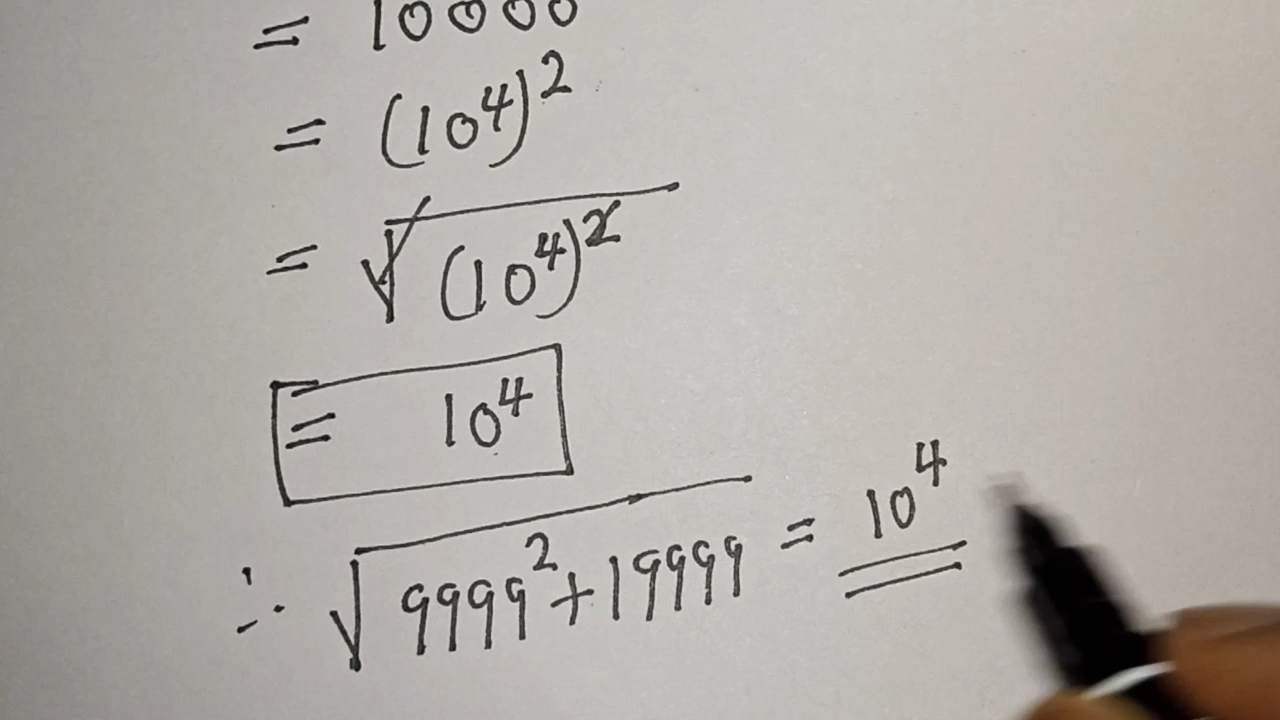 = 10000
= (10⁴)²
= √(10⁴)²
= 10⁴
∴ √9999²+19999 = 10⁴